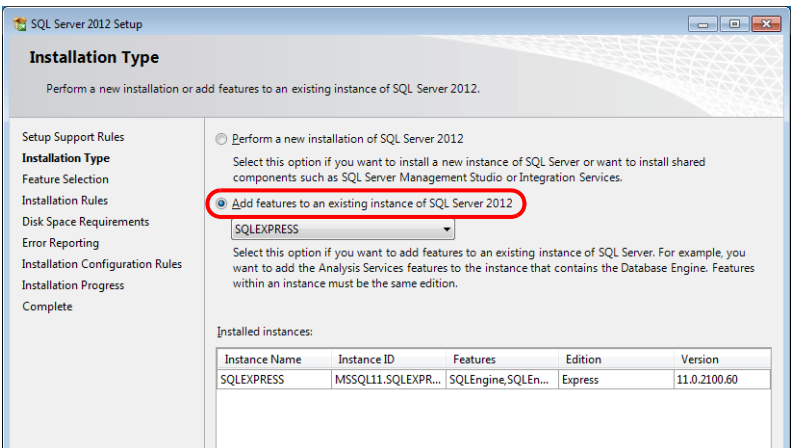 SQL Server 2012 Setup
Installation Type
Perform a new installation or add features to an existing instance of SQL Server 2012.
Setup Support Rules
Installation Type
Feature Selection
Installation Rules
Disk Space Requirements
Error Reporting
Installation Configuration Rules
Installation Progress
Complete
Perform a new installation of SQL Server 2012
Select this option if you want to install a new instance of SQL Server or want to install shared
components such as SQL Server Management Studio or Integration Services.
Add features to an existing instance of SQL Server 2012
SQLEXPRESS
Select this option if you want to add features to an existing instance of SQL Server. For example, you
want to add the Analysis Services features to the instance that contains the Database Engine. Features
within an instance must be the same edition.
Installed instances:
Instance Name Instance ID Features Edition Version
SQLEXPRESS MSSQL11.SQLEXPR... SQLEngine,SQLEn... Express 11.0.2100.60